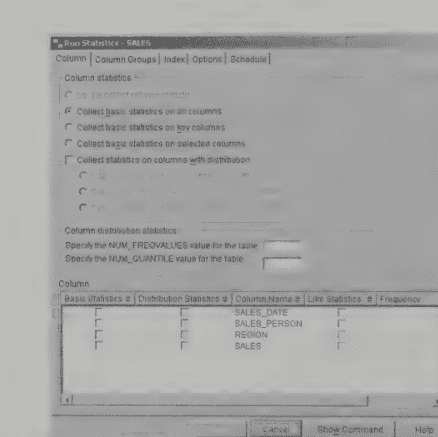 Run Statistics - SALES
Column Column Groups Index Options Schedule
Column statistics
Collect basic statistics on all columns
Collect basic statistics on key columns
Collect basic statistics on selected columns
Collect statistics on columns with distribution
Column distribution statistics
Specify the NUM_FREQVALUES value for the table
Specify the NUM_QUANTILE value for the table
Column
Basic Statistics # Distribution Statistics # Column Name # Like Statistics # Frequency
SALES_DATE
SALES_PERSON
REGION
SALES
Cancel Show Command Help